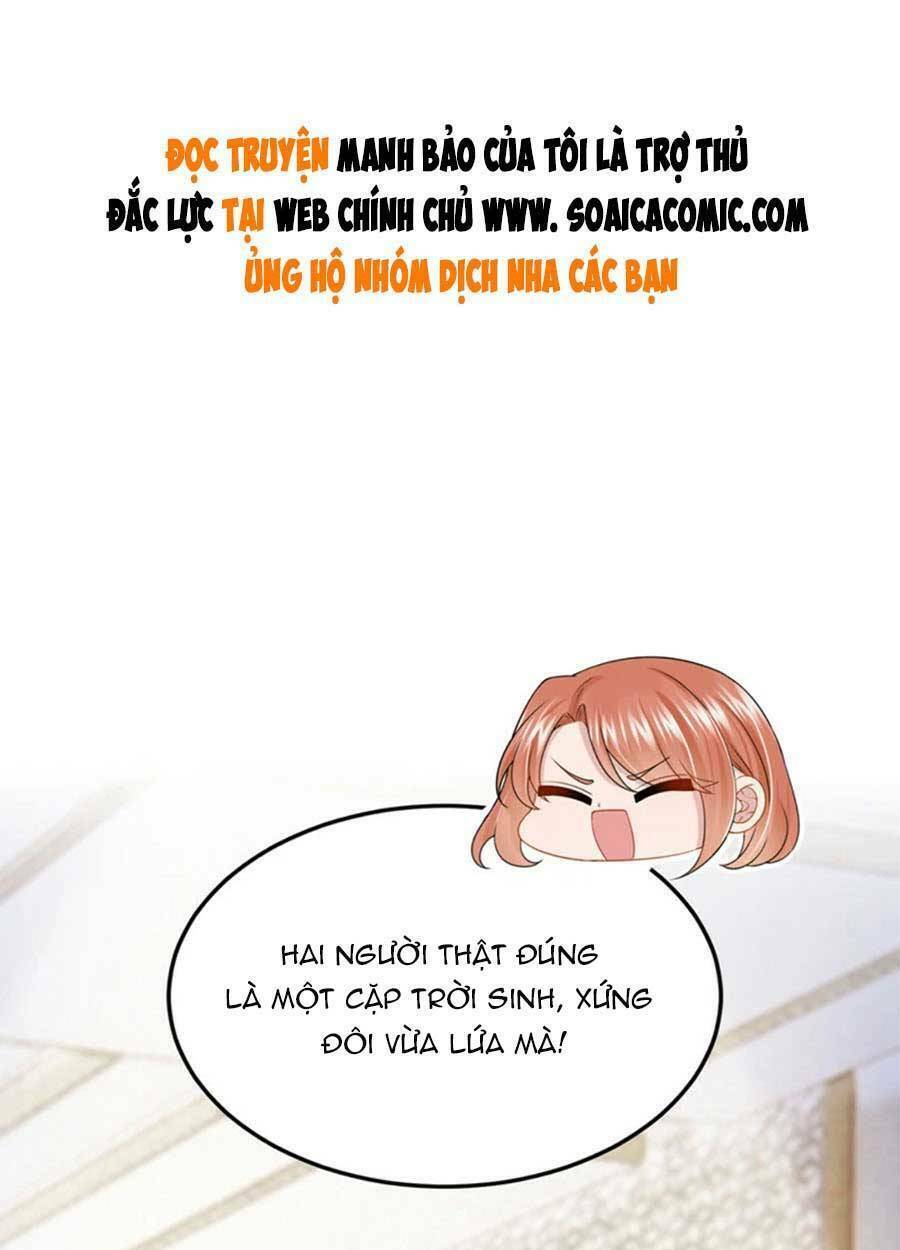 ĐỌC TRUYỆN MANH BẢO CỦA TÔI LÀ TRỢ THỦ
ĐẮC LỰC TẠI WEB CHÍNH CHỦ WWW. SOAICACOMIC.COM
ỦNG HỘ NHÓM DỊCH NHA CÁC BẠN
HAI NGƯỜI THẬT ĐÚNG
LÀ MỘT CẶP TRỜI SINH, XỨNG
ĐÔI VỪA LỨA MÀ!